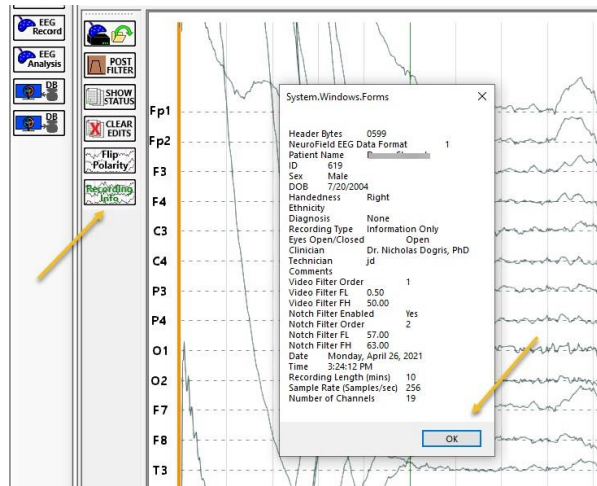 EEG
Record
EEG
Analysis
DB
DB
POST
FILTER
SHOW
STATUS
CLEAR
EDITS
Flip
Polarity
Recording
Info
Fp1
Fp2
F3
F4
C3
C4
P3
P4
O1
O2
F7
F8
T3
System.Windows.Forms
Header Bytes 0599
NeuroField EEG Data Format 1
Patient Name
ID 619
Sex Male
DOB 7/20/2004
Handedness Right
Ethnicity
Diagnosis None
Recording Type Information Only
Eyes Open/Closed Open
Clinician Dr. Nicholas Dogris, PhD
Technician jd
Comments
Video Filter Order 1
Video Filter FL 0.50
Video Filter FH 50.00
Notch Filter Enabled Yes
Notch Filter Order 2
Notch Filter FL 57.00
Notch Filter FH 63.00
Date Monday, April 26, 2021
Time 3:24:12 PM
Recording Length (mins) 10
Sample Rate (Samples/sec) 256
Number of Channels 19
OK